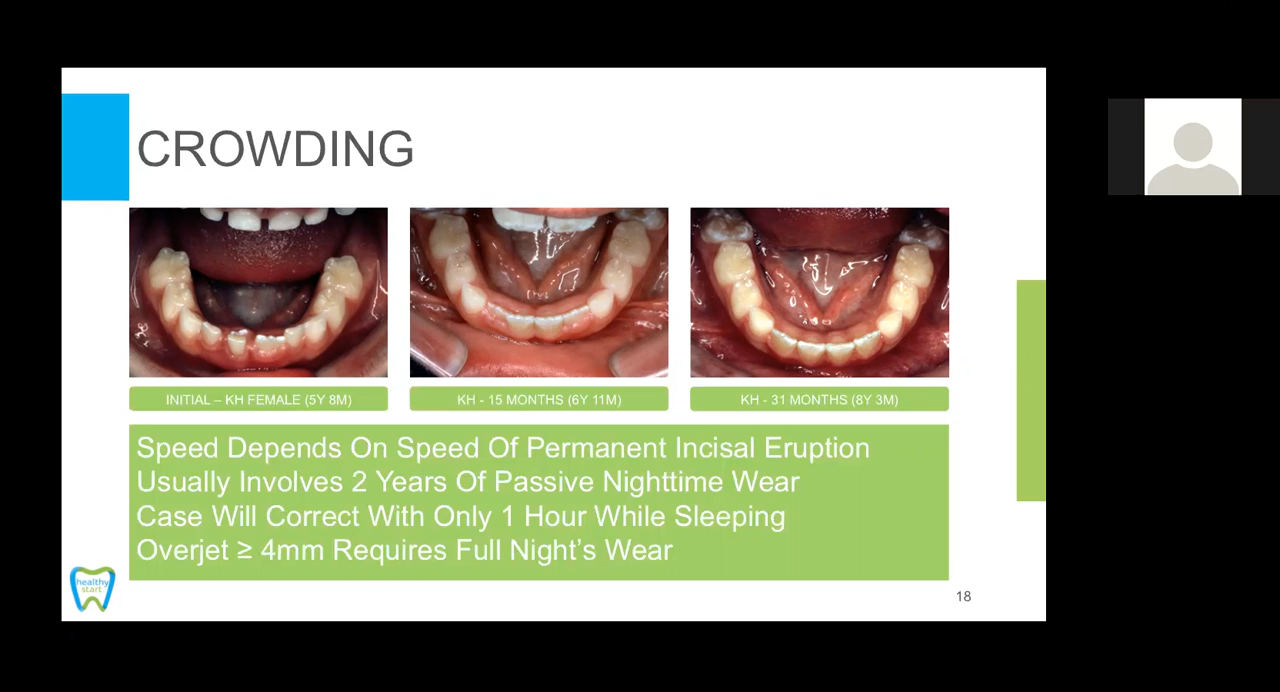 CROWDING
INITIAL – KH FEMALE (5Y 8M)
KH - 15 MONTHS (6Y 11M)
KH - 31 MONTHS (8Y 3M)
Speed Depends On Speed Of Permanent Incisal Eruption
Usually Involves 2 Years Of Passive Nighttime Wear
Case Will Correct With Only 1 Hour While Sleeping
Overjet ≥ 4mm Requires Full Night's Wear
healthy
start
18